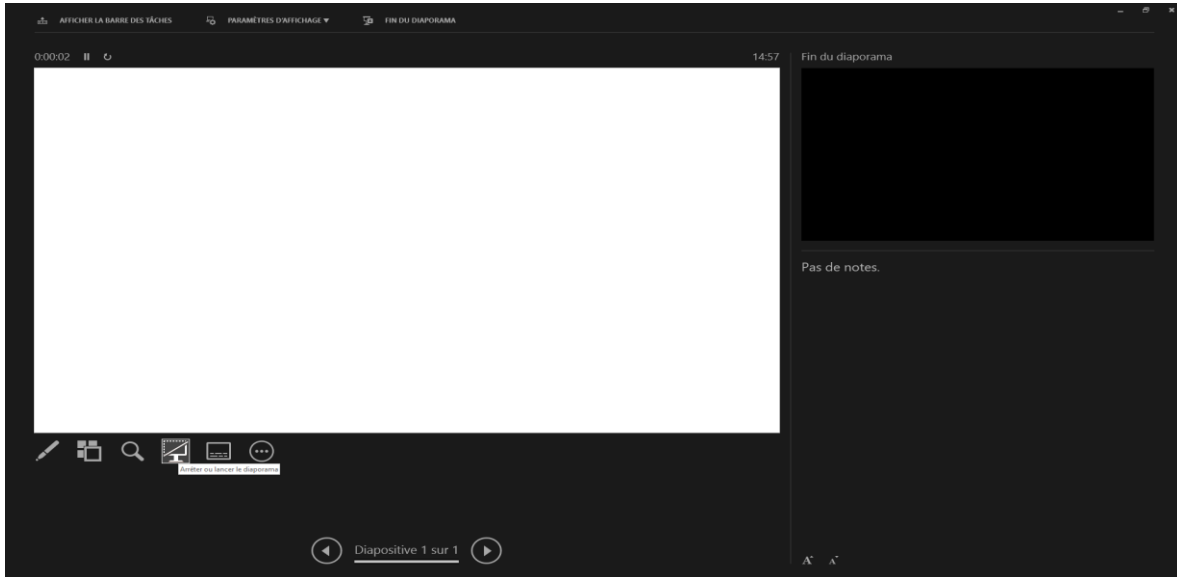 AFFICHER LA BARRE DES TÂCHES PARAMÈTRES D'AFFICHAGE ▼ FIN DU DIAPORAMA
0:00:02 14:57
Fin du diaporama
Pas de notes.
Arrêter ou lancer le diaporama
Diapositive 1 sur 1
A A